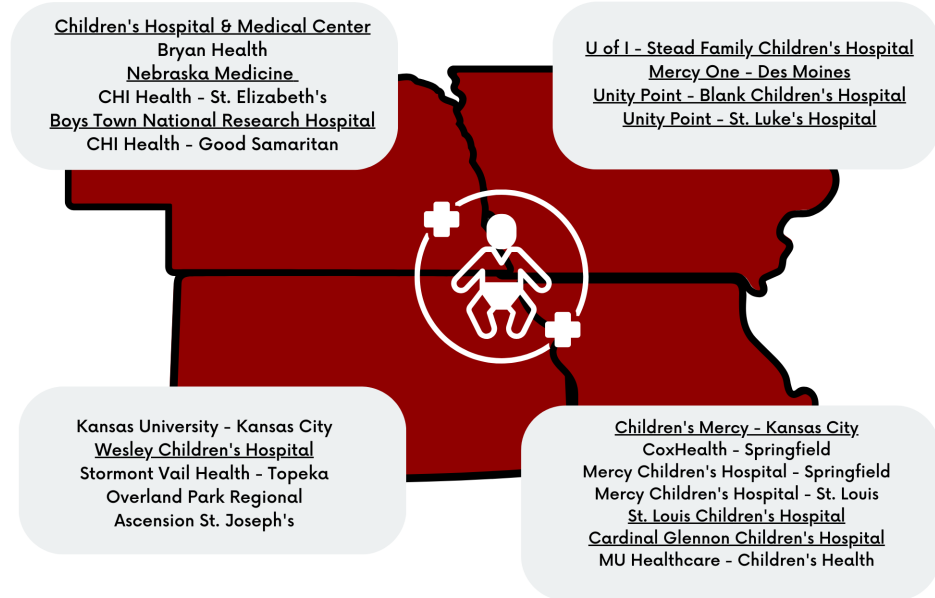 Children's Hospital & Medical Center
Bryan Health
Nebraska Medicine
CHI Health - St. Elizabeth's
Boys Town National Research Hospital
CHI Health - Good Samaritan
U of I - Stead Family Children's Hospital
Mercy One - Des Moines
Unity Point - Blank Children's Hospital
Unity Point - St. Luke's Hospital
Kansas University - Kansas City
Wesley Children's Hospital
Stormont Vail Health - Topeka
Overland Park Regional
Ascension St. Joseph's
Children's Mercy - Kansas City
CoxHealth - Springfield
Mercy Children's Hospital - Springfield
Mercy Children's Hospital - St. Louis
St. Louis Children's Hospital
Cardinal Glennon Children's Hospital
MU Healthcare - Children's Health